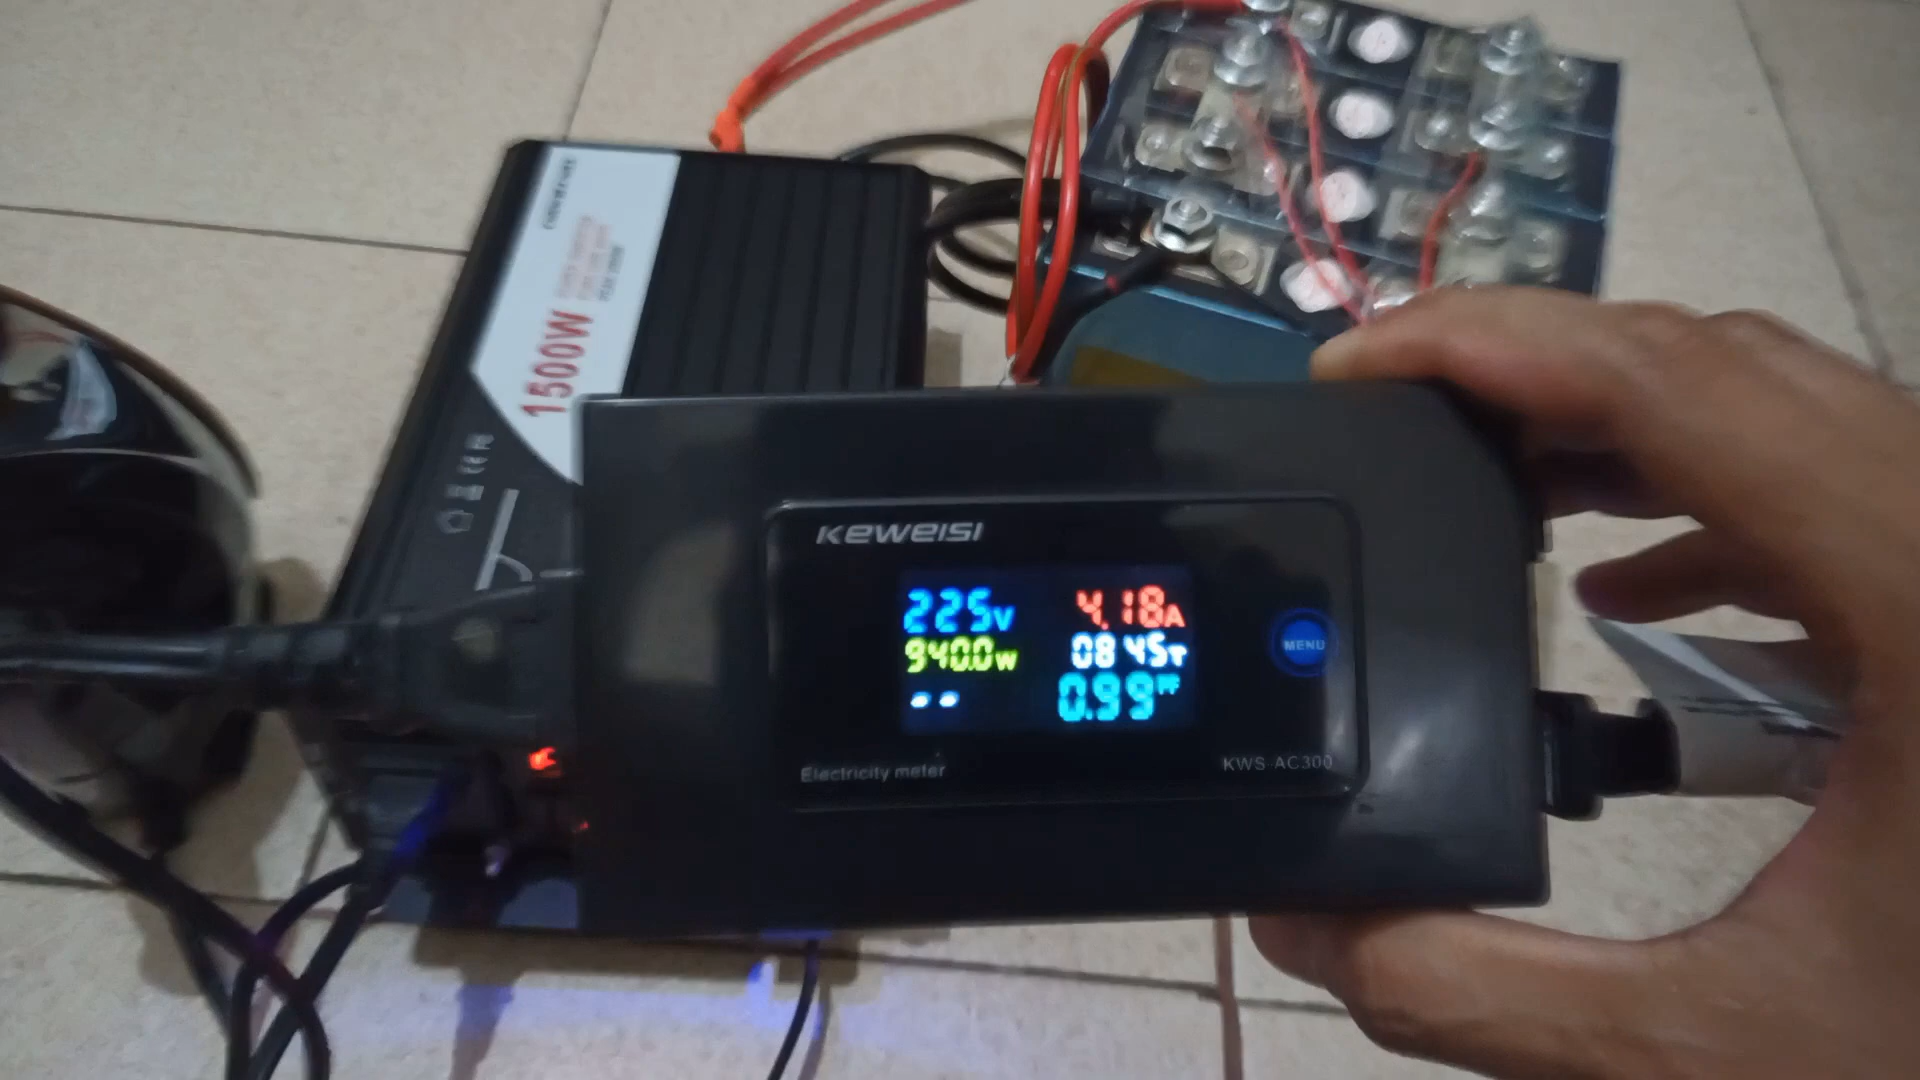 1500W
KEWEISI
225V 4.18A
940.0W 08 45T
-- 0.99PF
MENU
Electricity meter KWS-AC300